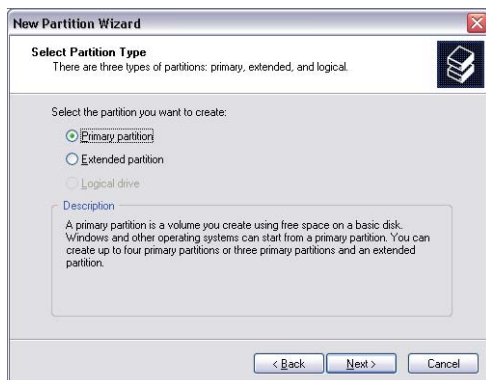 New Partition Wizard
Select Partition Type
There are three types of partitions: primary, extended, and logical.
Select the partition you want to create:
Primary partition
Extended partition
Logical drive
Description
A primary partition is a volume you create using free space on a basic disk.
Windows and other operating systems can start from a primary partition. You can
create up to four primary partitions or three primary partitions and an extended
partition.
< Back Next > Cancel